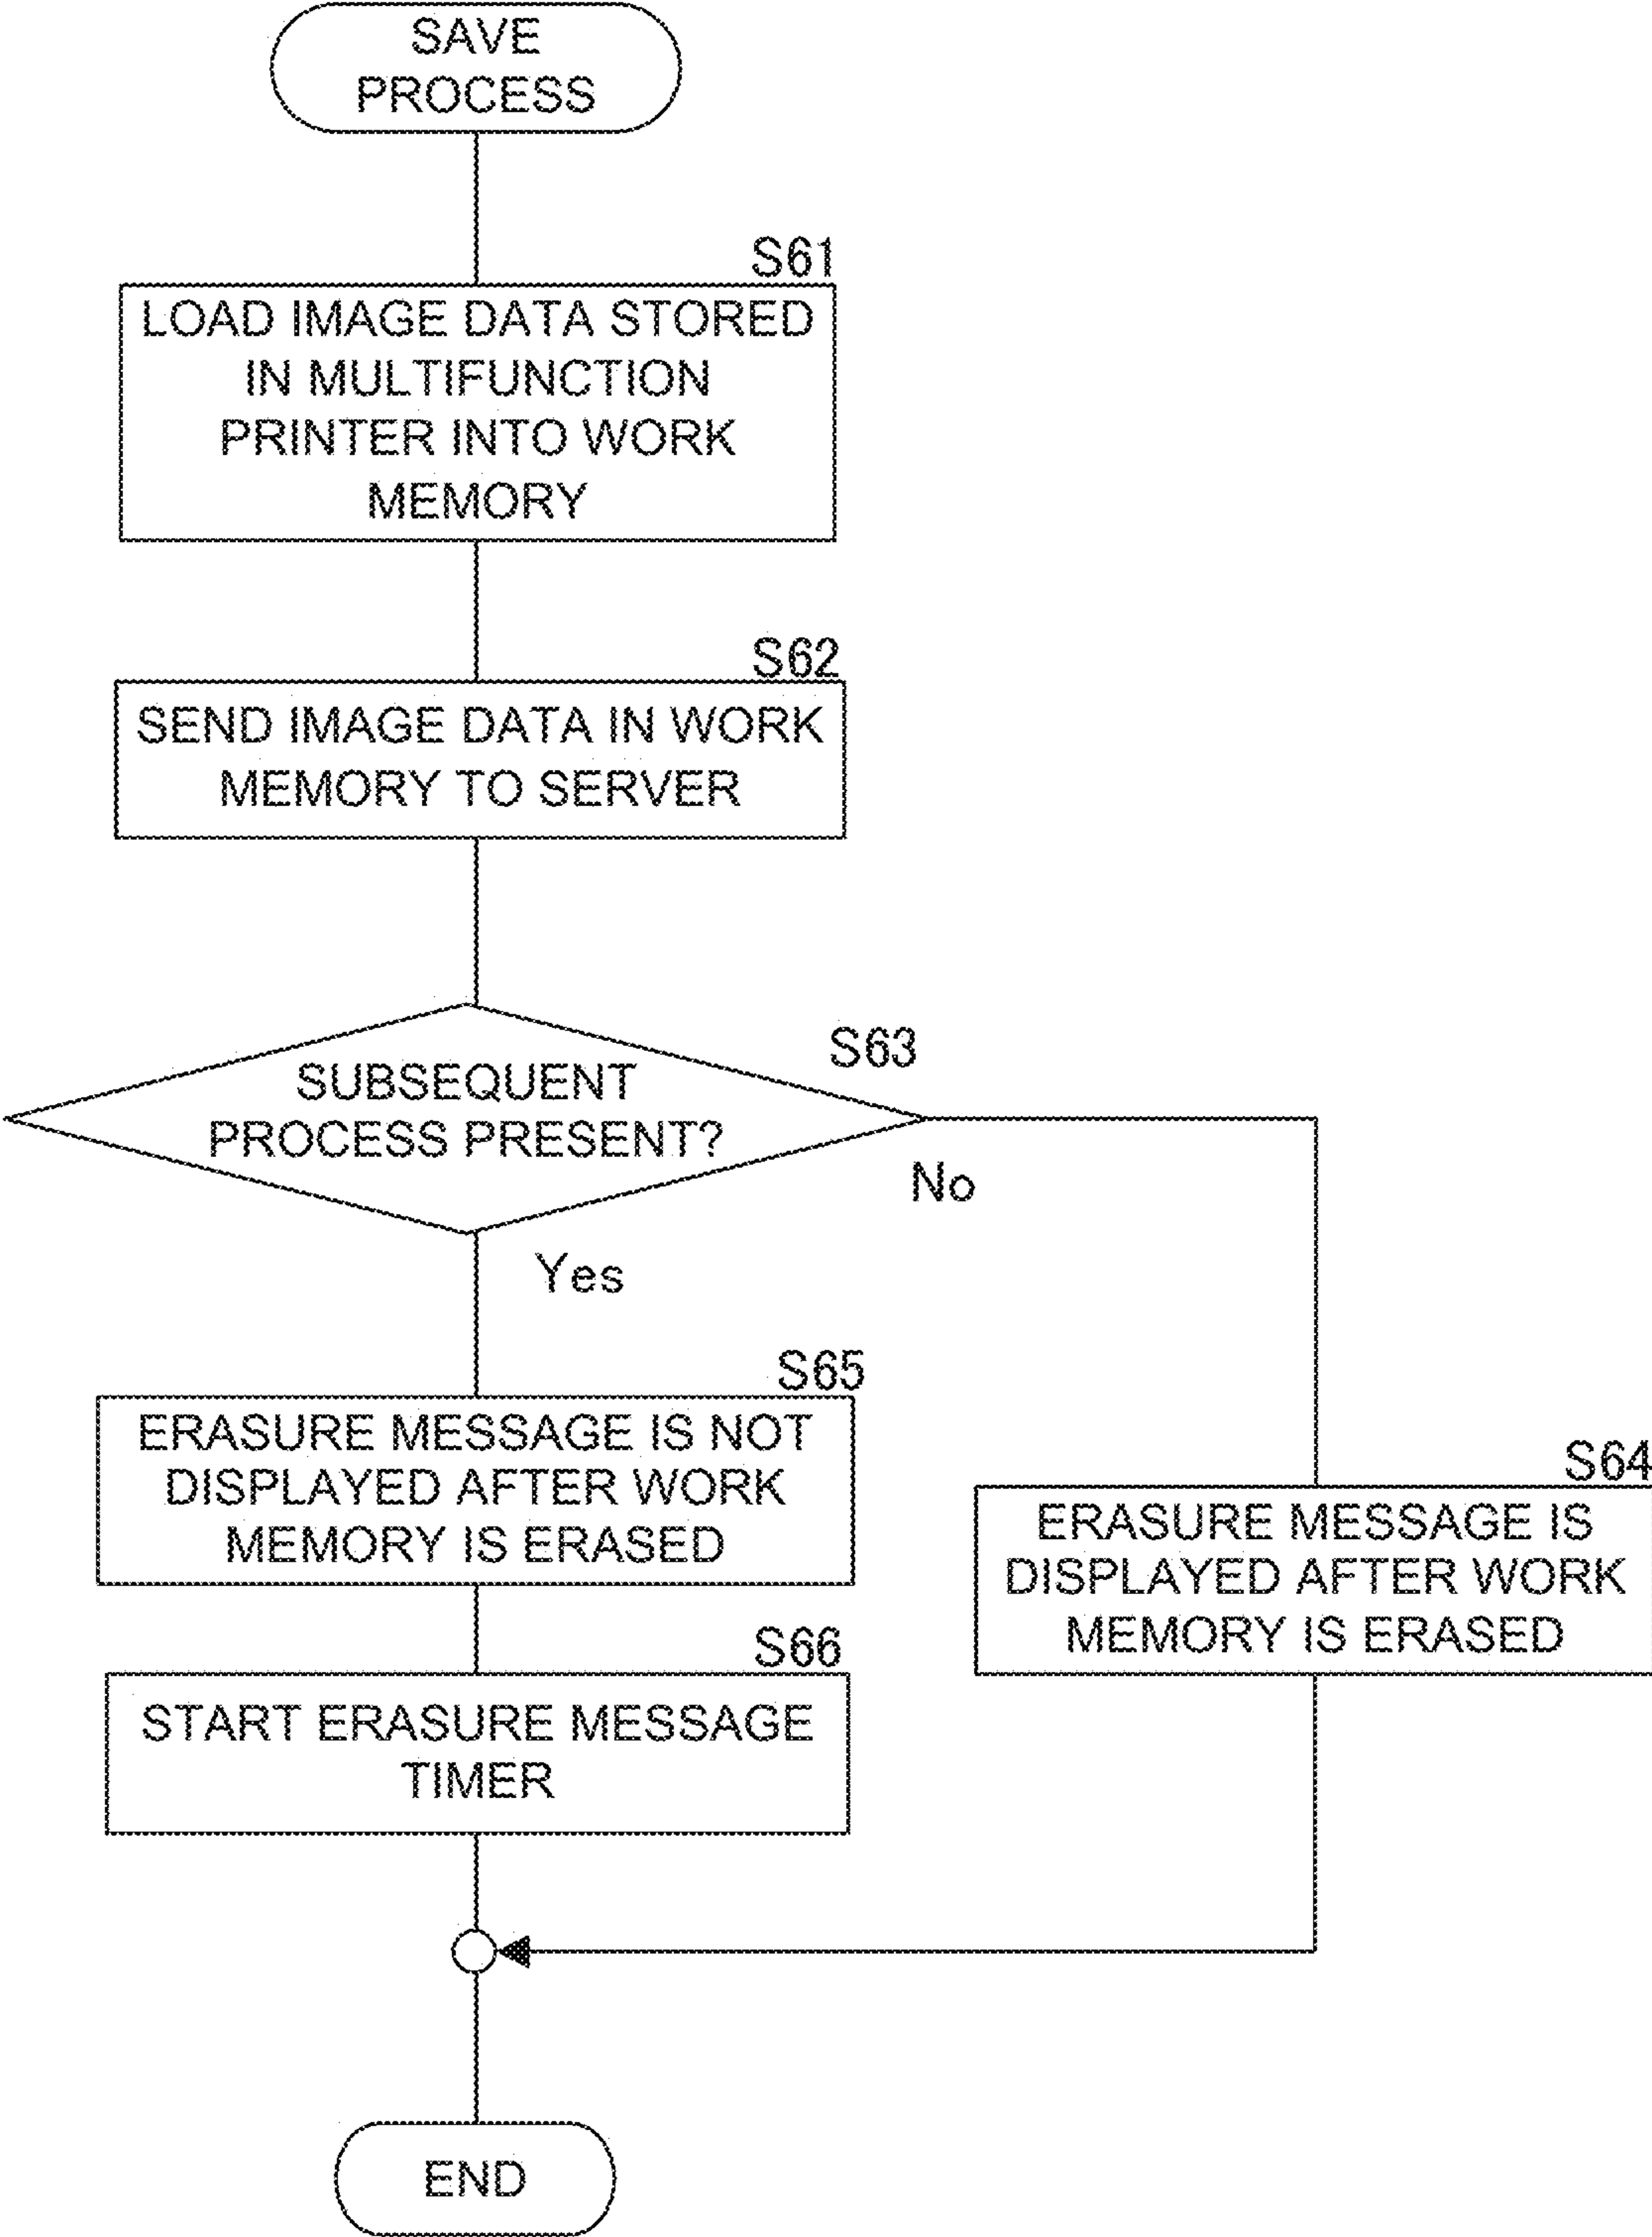 SAVE
PROCESS
S61
LOAD IMAGE DATA STORED
IN MULTIFUNCTION
PRINTER INTO WORK
MEMORY
S62
SEND IMAGE DATA IN WORK
MEMORY TO SERVER
S63
SUBSEQUENT
PROCESS PRESENT?
No
Yes
S65
ERASURE MESSAGE IS NOT
DISPLAYED AFTER WORK
MEMORY IS ERASED
S64
ERASURE MESSAGE IS
DISPLAYED AFTER WORK
MEMORY IS ERASED
S66
START ERASURE MESSAGE
TIMER
END